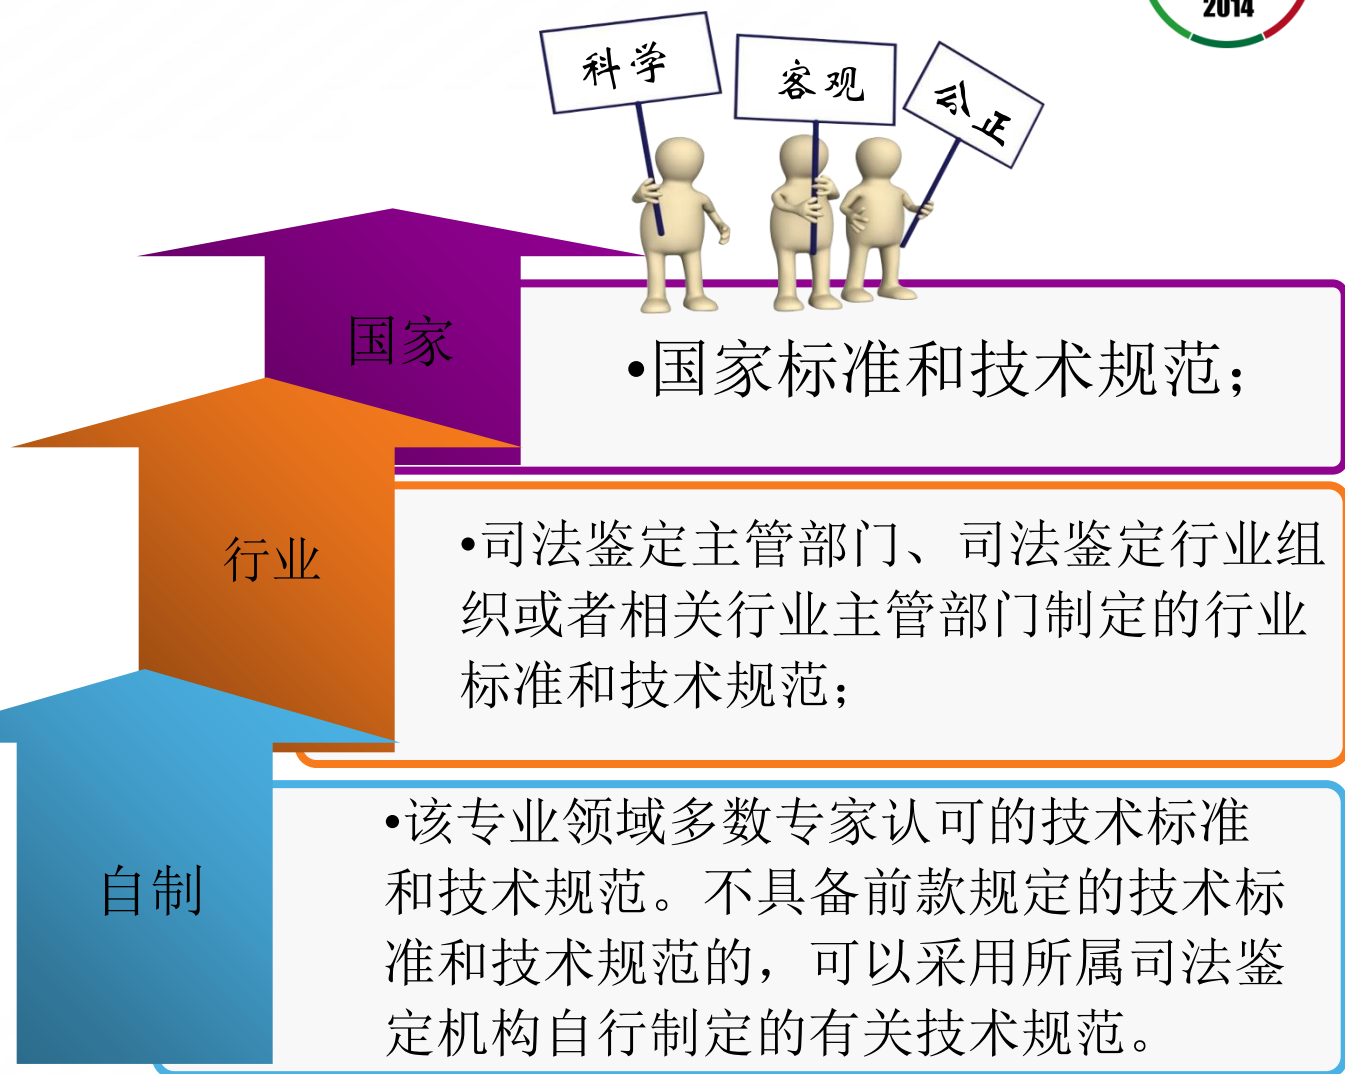 2014
科学
客观
公正
国家
•国家标准和技术规范；
行业
•司法鉴定主管部门、司法鉴定行业组
织或者相关行业主管部门制定的行业
标准和技术规范；
自制
•该专业领域多数专家认可的技术标准
和技术规范。不具备前款规定的技术标
准和技术规范的，可以采用所属司法鉴
定机构自行制定的有关技术规范。